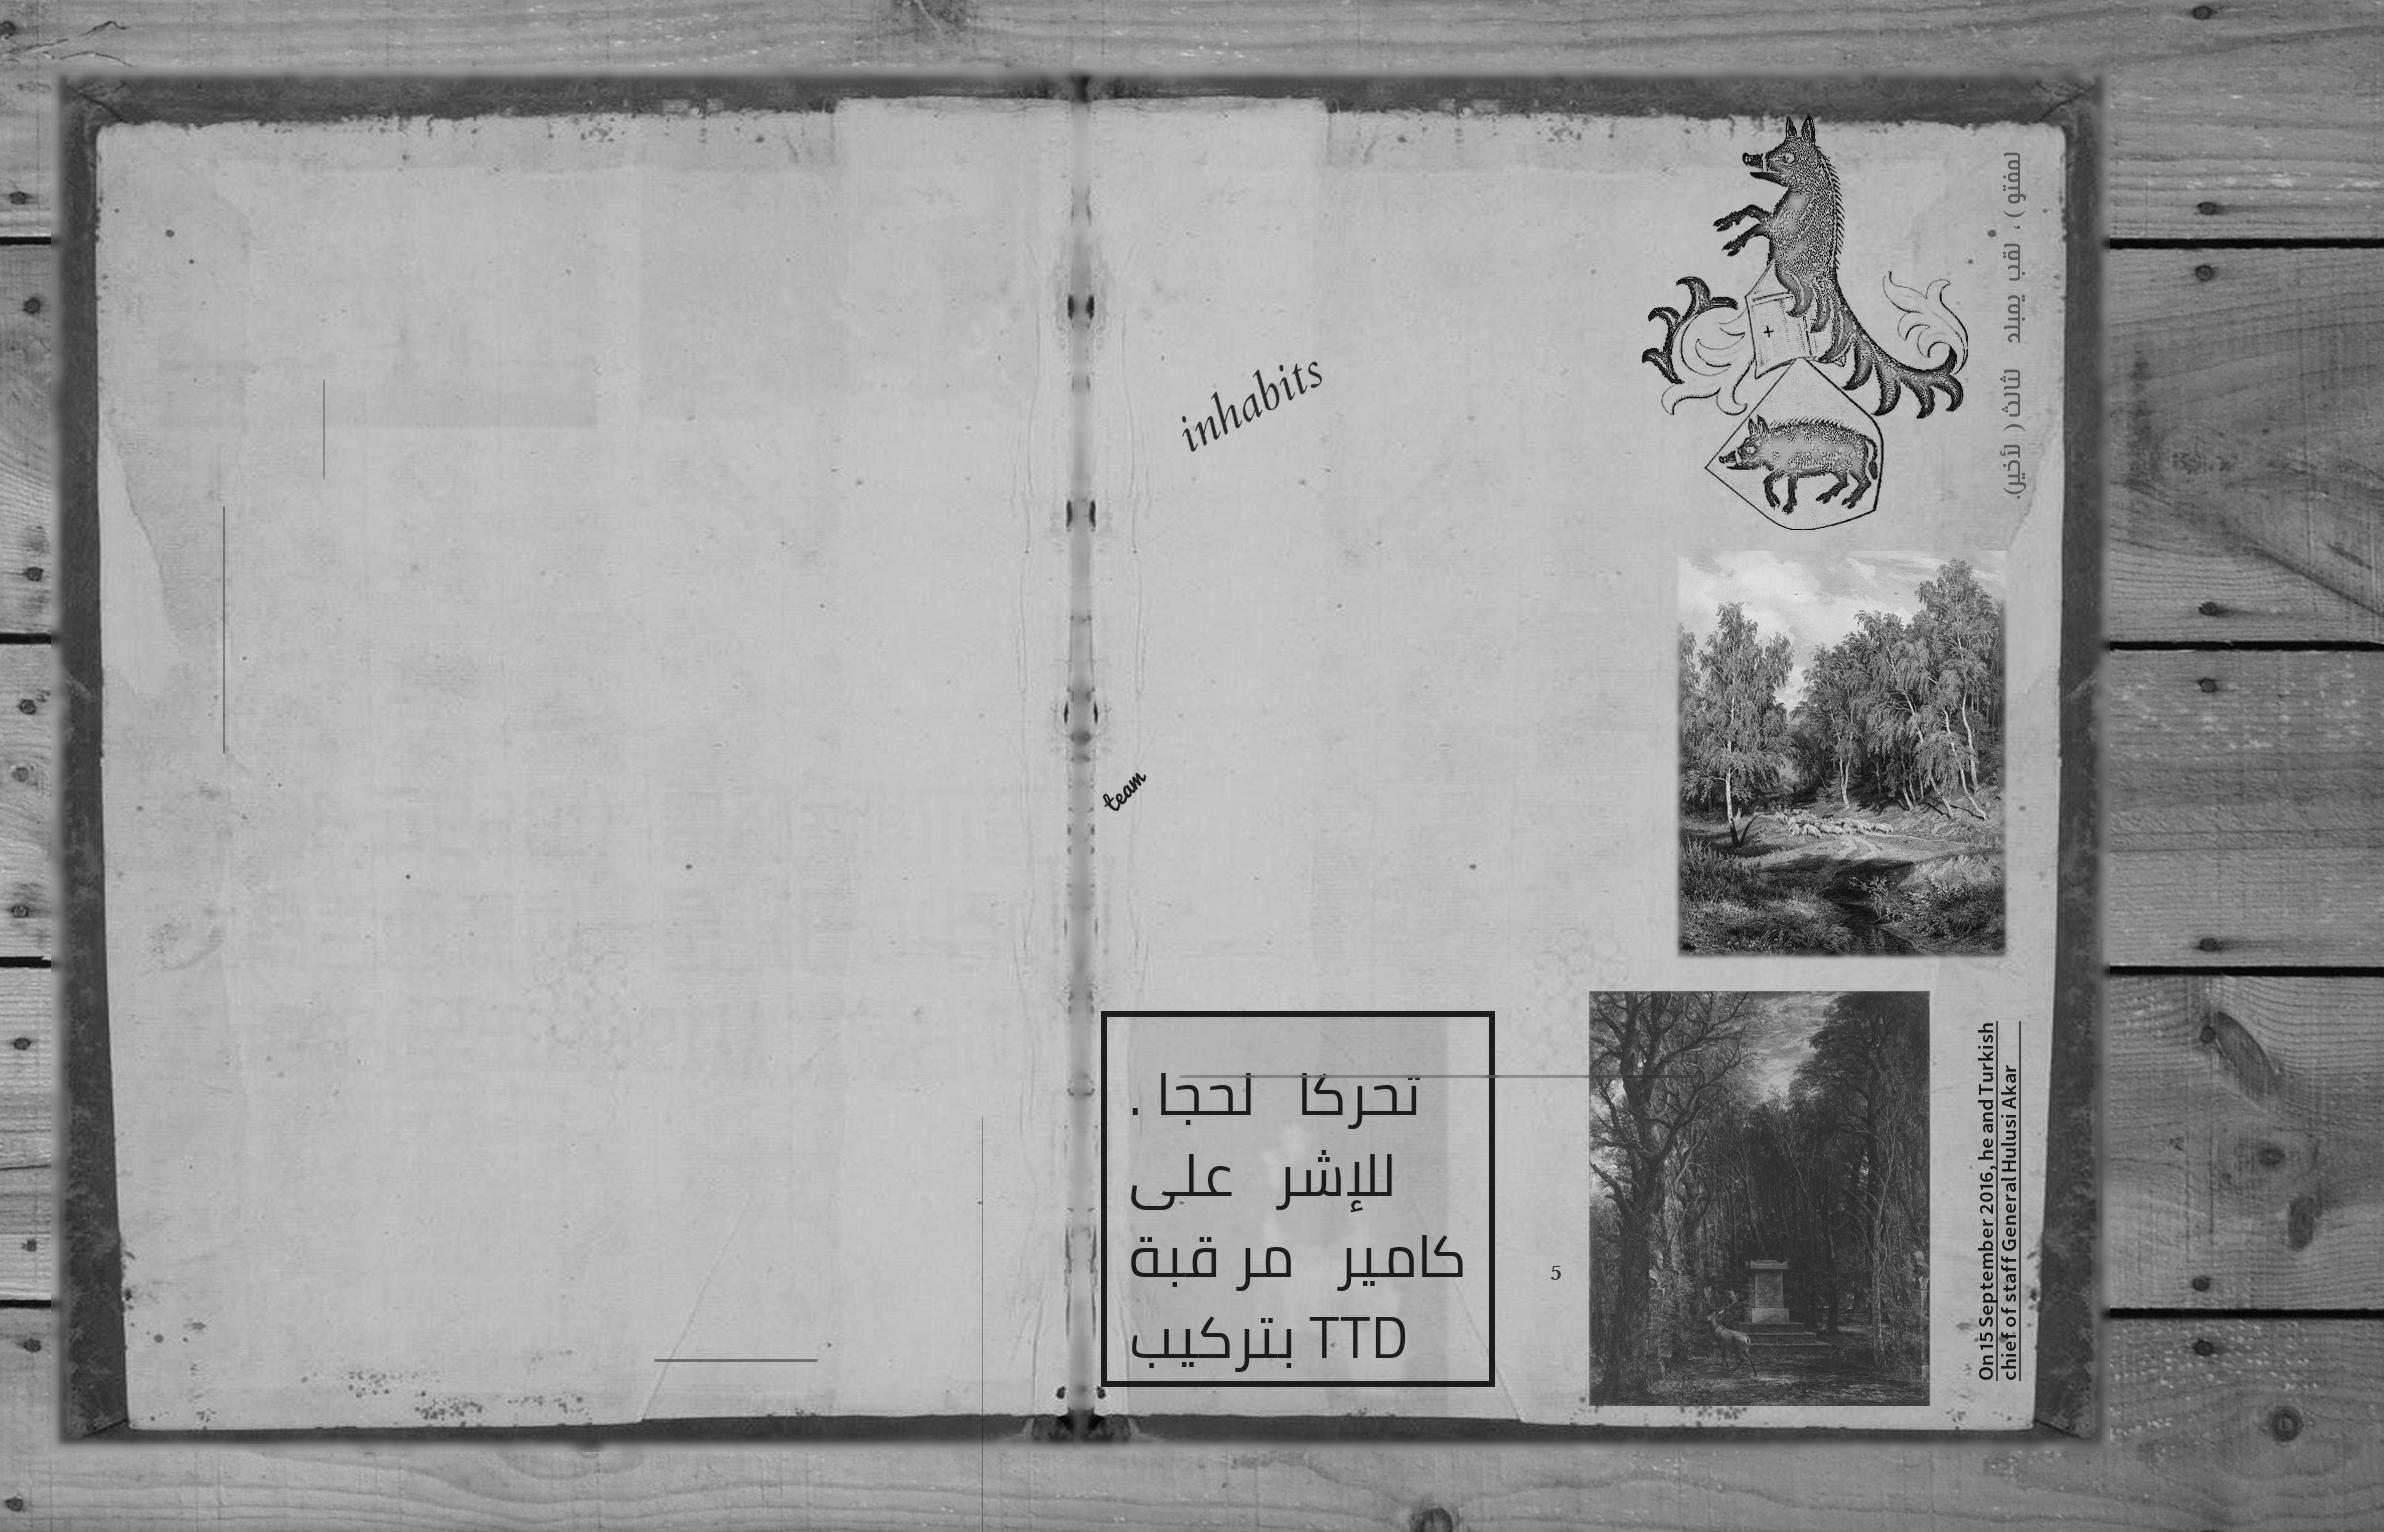 inhabits
لمفتو ) ، لقب يمبلد ثالث ( لأخير).
team
تحركا لحجا .
للإشر على
كامير مر قبة
TTD بتركيب
5
On 15 September 2016, he and Turkish
chief of staff General Hulusi Akar